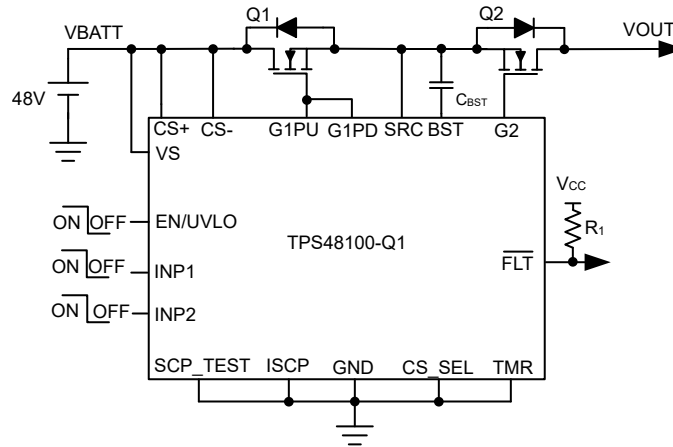 Q1
Q2
VBATT
VOUT
48V
CBST
CS+ CS- G1PU G1PD SRC BST G2
VS
VCC
R1
ON OFF EN/UVLO
TPS48100-Q1
FLT
ON OFF INP1
ON OFF INP2
SCP_TEST ISCP GND CS_SEL TMR